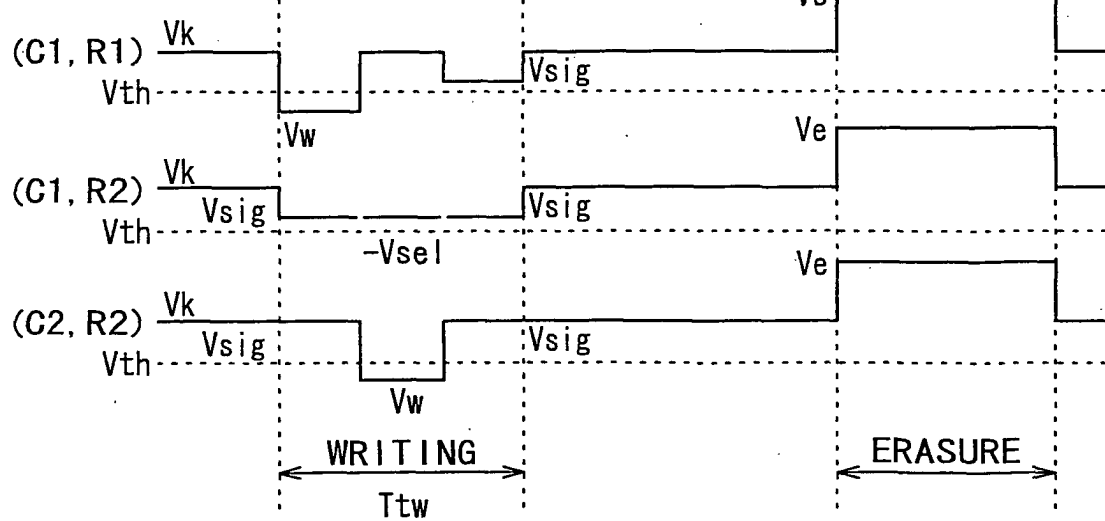 Vk
(C1, R1)
Vsig
Vth
Vw
Ve
Vk
(C1, R2)
Vsig
Vsig
Vth
-Vsel
Ve
Vk
(C2, R2)
Vsig
Vsig
Vth
Vw
WRITING
ERASURE
Ttw